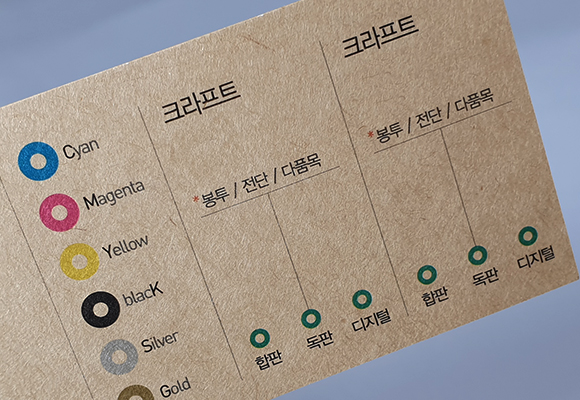 Cyan
Magenta
Yellow
blacK
Silver
Gold
크라프트
*봉투 / 전단 / 다품목
합판 독판 디지털
크라프트
*봉투 / 전단 / 다품목
합판 독판 디지털